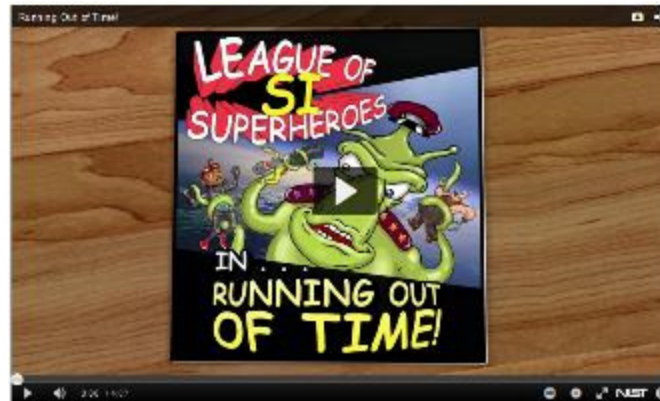 Running Out of Time!
LEAGUE OF
SI
SUPERHEROES
IN . . . .
RUNNING OUT
OF TIME!
NIST